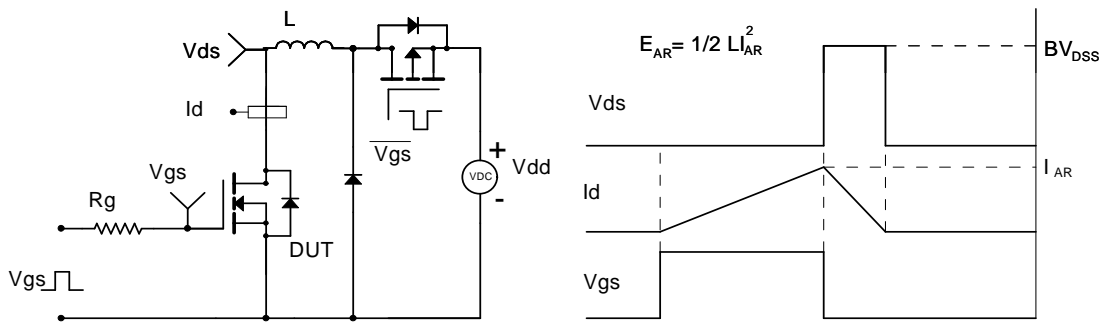 L
Vds
Id
Vgs
Vgs
Rg
DUT
Vgs
+
VDC
-
Vdd
E_AR = 1/2 LI²_AR
BV_DSS
Vds
I_AR
Id
Vgs